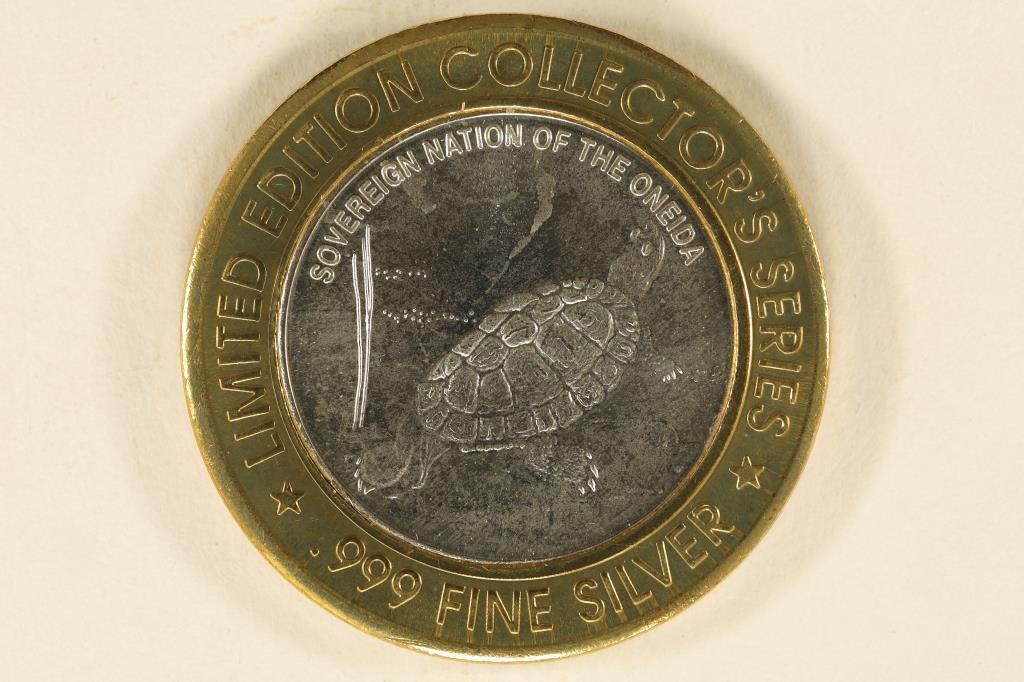 LIMITED EDITION COLLECTOR'S SERIES
SOVEREIGN NATION OF THE ONEIDA
.999 FINE SILVER